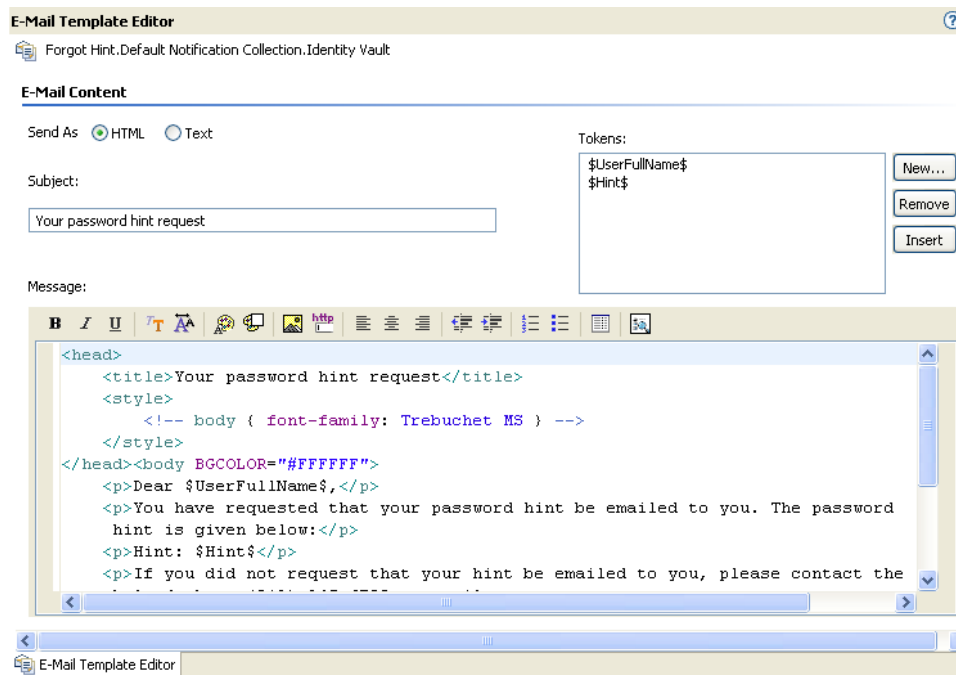 E-Mail Template Editor
Forgot Hint.Default Notification Collection.Identity Vault
E-Mail Content
Send As HTML Text
Tokens:
$UserFullName$
$Hint$
New...
Remove
Insert
Subject:
Your password hint request
Message:
B I U TT AA http
<head>
<title>Your password hint request</title>
<style>
<!-- body { font-family: Trebuchet MS } -->
</style>
</head><body BGCOLOR="#FFFFFF">
<p>Dear $UserFullName$,</p>
<p>You have requested that your password hint be emailed to you. The password
hint is given below:</p>
<p>Hint: $Hint$</p>
<p>If you did not request that your hint be emailed to you, please contact the
E-Mail Template Editor